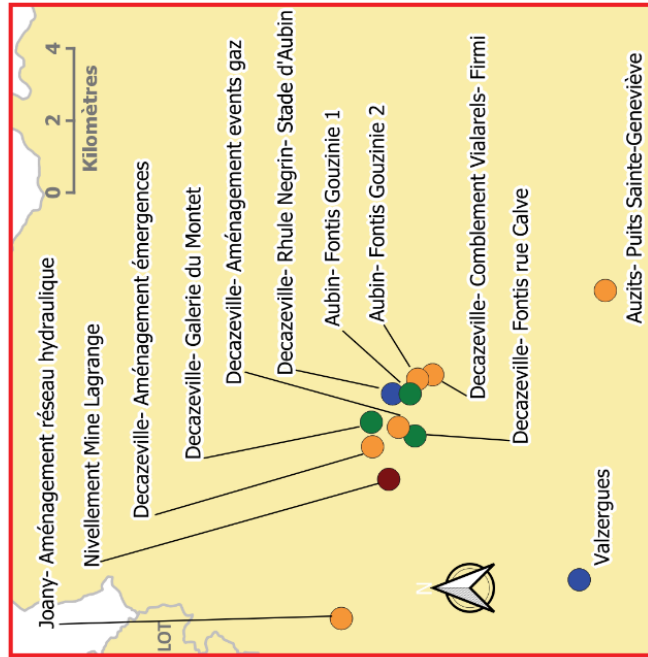 Joany- Aménagement réseau hydraulique
Nivellement Mine Lagrange
Decazeville- Aménagement émergences
Decazeville- Galerie du Montet
Decazeville- Aménagement events gaz
Decazeville- Rhule Negrin- Stade d'Aubin
Aubin- Fontis Gouzinie 1
Aubin- Fontis Gouzinie 2
Decazeville- Comblement Vialarels- Firmi
Decazeville- Fontis rue Calve
Auzits- Puits Sainte-Geneviève
Valzergues
LOT
N
0 2 4
Kilomètres